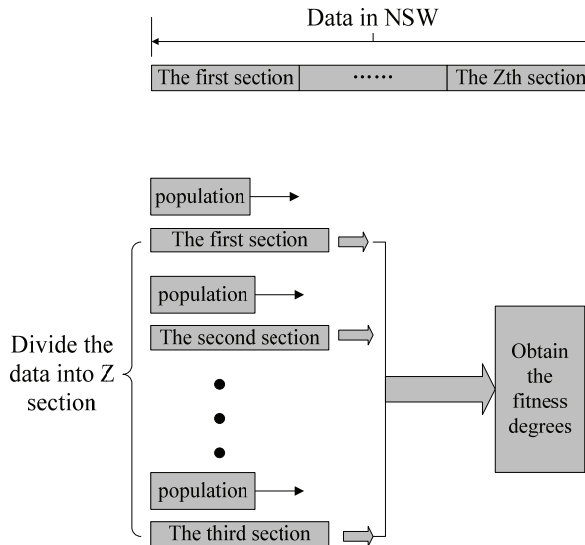 Data in NSW
The first section
······
The Zth section
population
The first section
population
The second section
Divide the
data into Z
section
population
The third section
Obtain
the
fitness
degrees